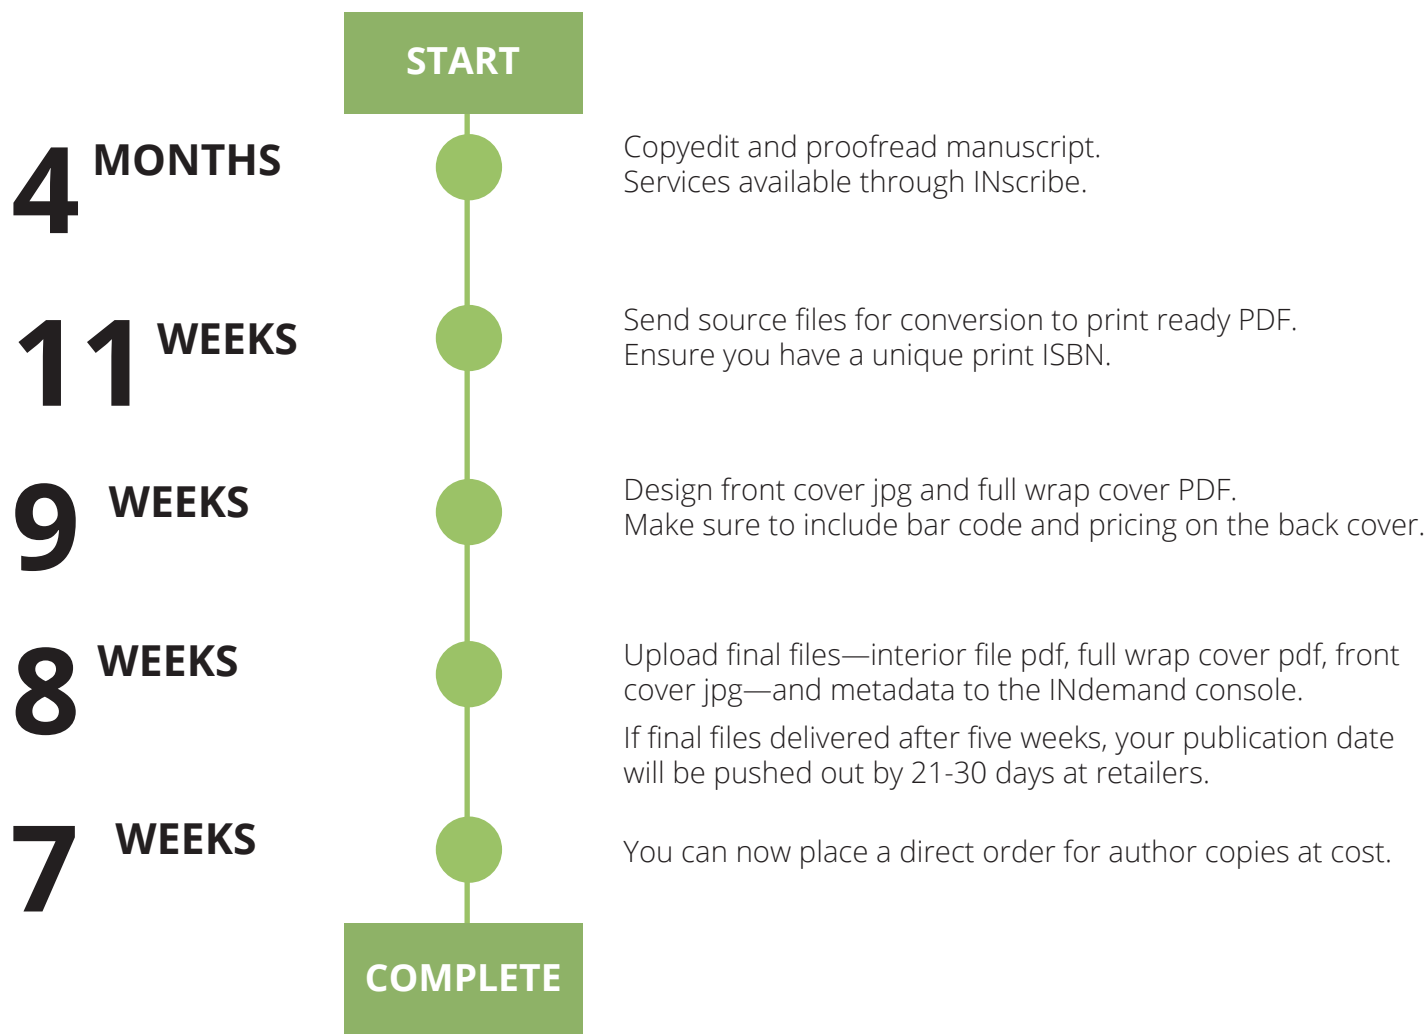 START
4 MONTHS
Copyedit and proofread manuscript.
Services available through INscribe.
11 WEEKS
Send source files for conversion to print ready PDF.
Ensure you have a unique print ISBN.
9 WEEKS
Design front cover jpg and full wrap cover PDF.
Make sure to include bar code and pricing on the back cover.
8 WEEKS
Upload final files—interior file pdf, full wrap cover pdf, front
cover jpg—and metadata to the INdemand console.
If final files delivered after five weeks, your publication date
will be pushed out by 21-30 days at retailers.
7 WEEKS
You can now place a direct order for author copies at cost.
COMPLETE